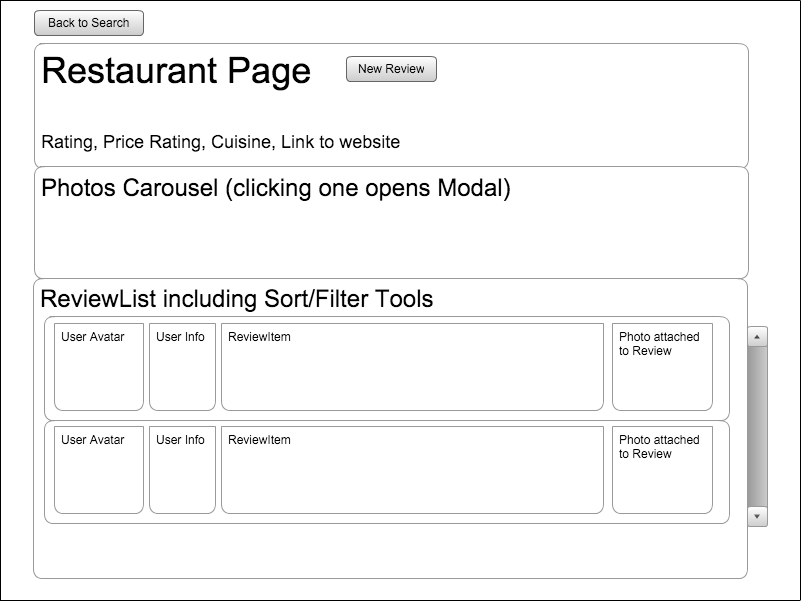 Back to Search
Restaurant Page
New Review
Rating, Price Rating, Cuisine, Link to website
Photos Carousel (clicking one opens Modal)
ReviewList including Sort/Filter Tools
User Avatar
User Info
ReviewItem
Photo attached
to Review
User Avatar
User Info
ReviewItem
Photo attached
to Review